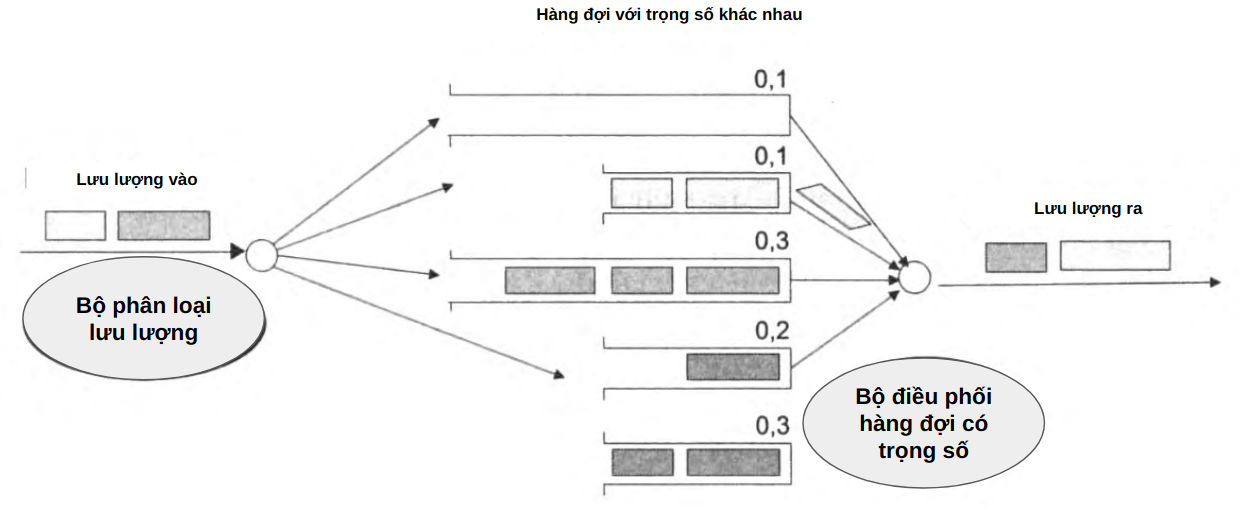 Hàng đợi với trọng số khác nhau
0,1
0,1
Lưu lượng vào
Lưu lượng ra
0,3
Bộ phân loại
lưu lượng
0,2
Bộ điều phối
hàng đợi có
trọng số
0,3